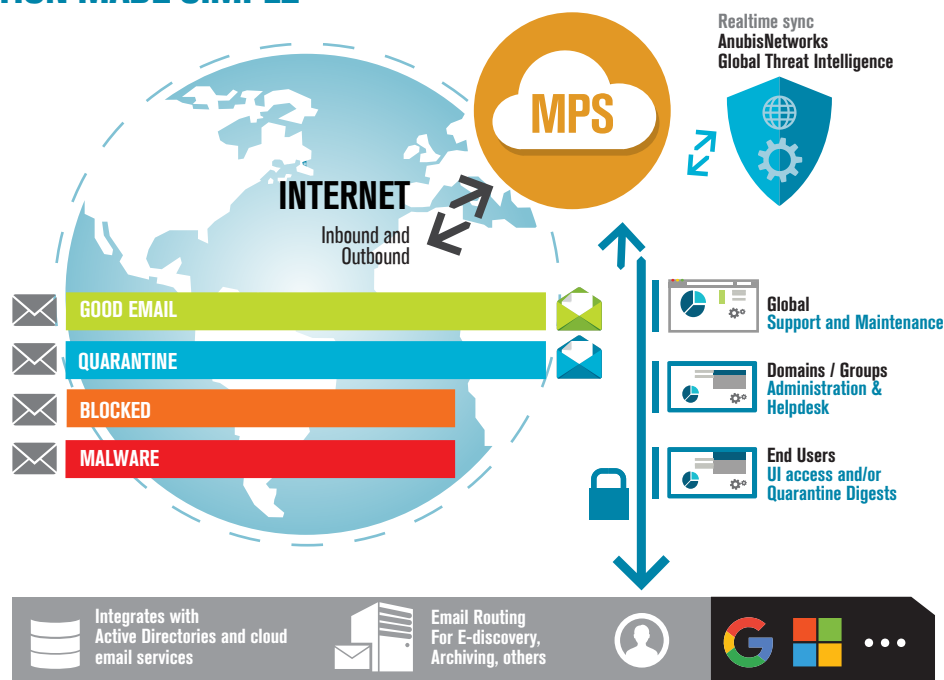 MADE SIMPLE
Realtime sync
AnubisNetworks
Global Threat Intelligence
MPS
INTERNET
Inbound and
Outbound
GOOD EMAIL
QUARANTINE
BLOCKED
MALWARE
Global
Support and Maintenance
Domains / Groups
Administration &
Helpdesk
End Users
UI access and/or
Quarantine Digests
Integrates with
Active Directories and cloud
email services
Email Routing
For E-discovery,
Archiving, others